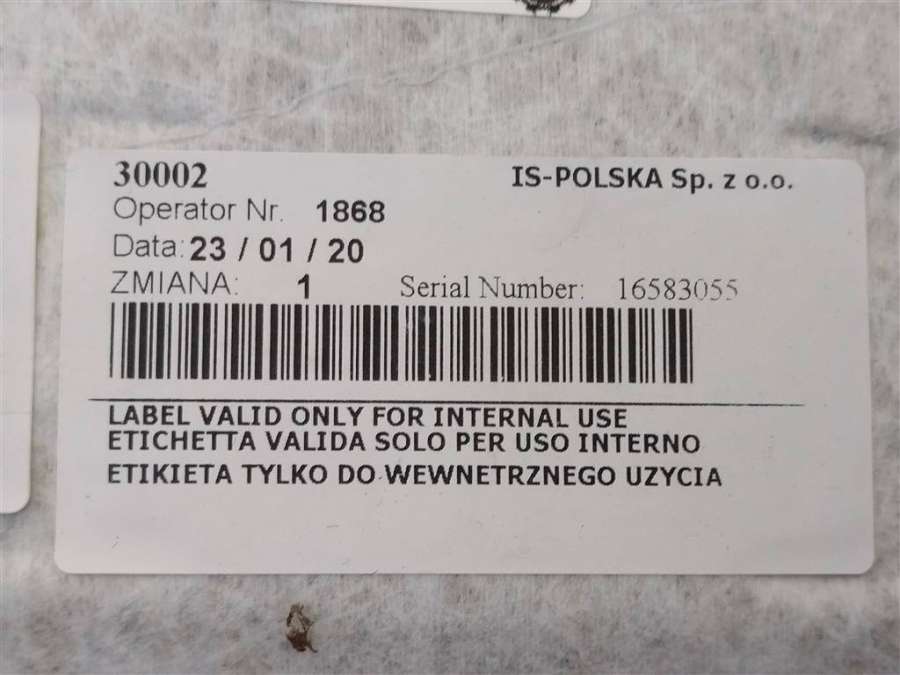 30002
IS-POLSKA Sp. z o.o.
Operator Nr. 1868
Data: 23 / 01 / 20
ZMIANA: 1
Serial Number: 16583055
LABEL VALID ONLY FOR INTERNAL USE
ETICHETTA VALIDA SOLO PER USO INTERNO
ETIKIETA TYLKO DO WEWNETRZNEGO UZYCIA